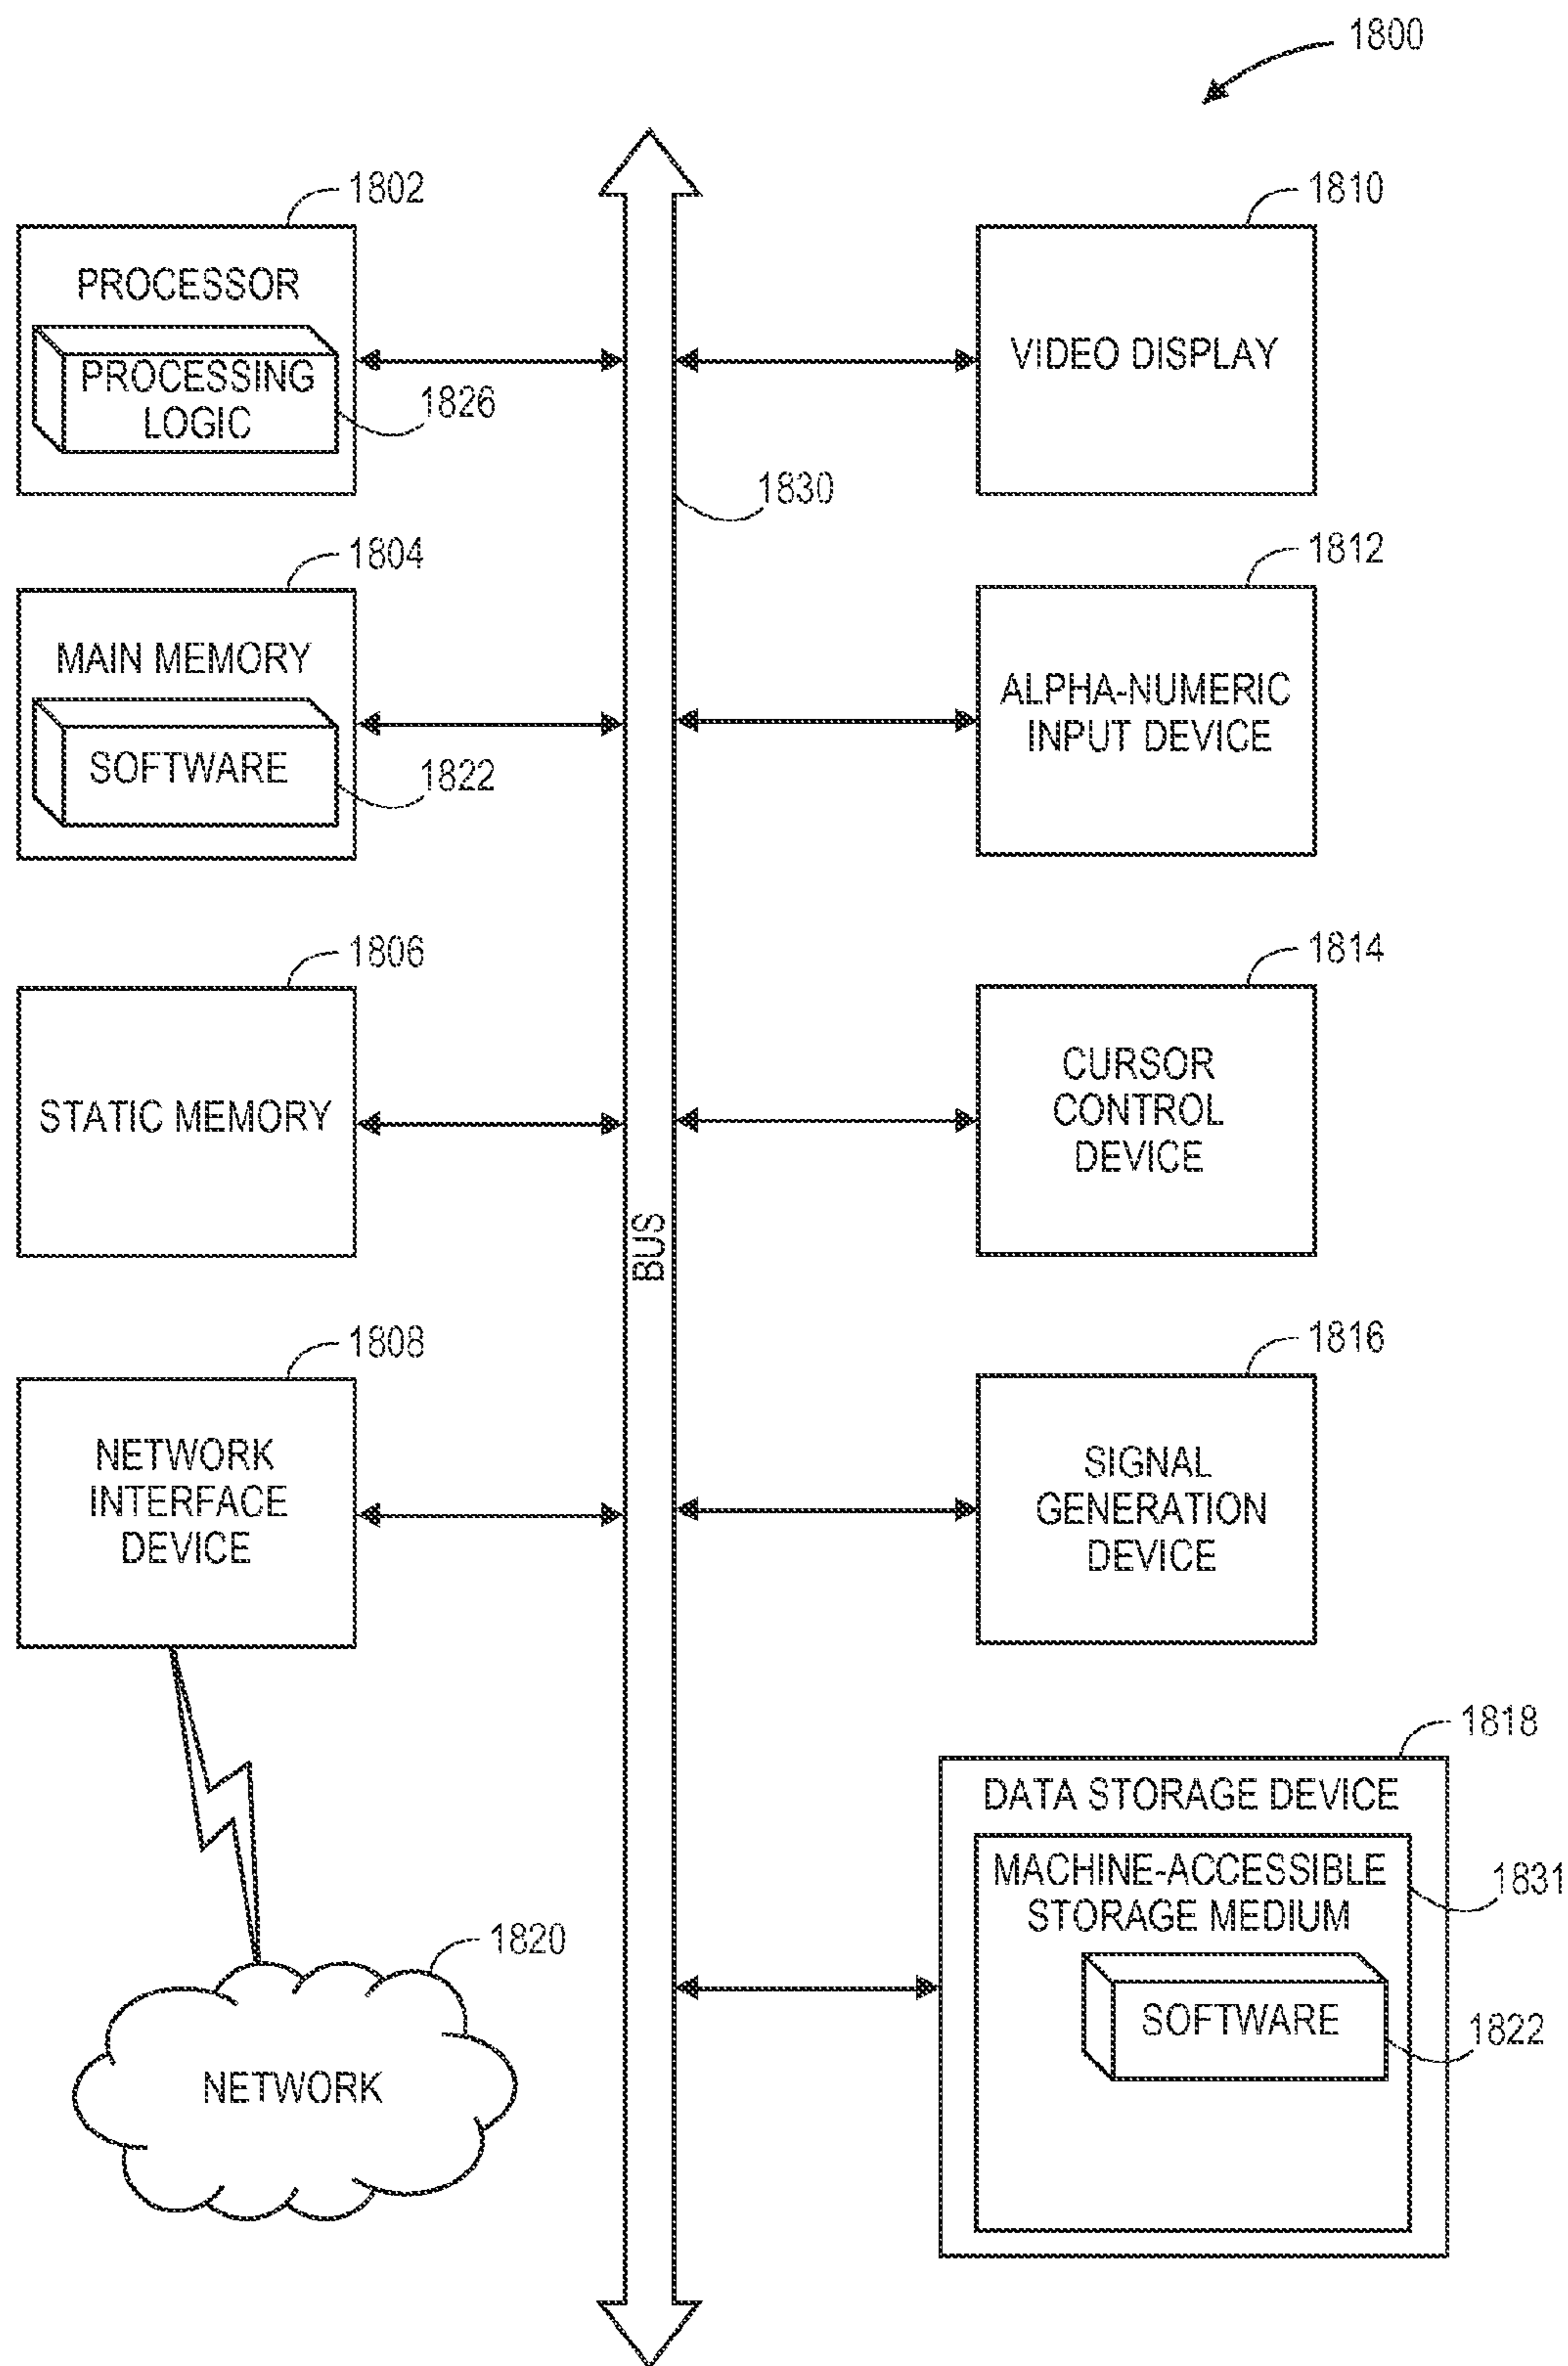 1800
1802
PROCESSOR
PROCESSING
LOGIC
1826
1804
MAIN MEMORY
SOFTWARE
1822
1806
STATIC MEMORY
1808
NETWORK
INTERFACE
DEVICE
1820
NETWORK
1830
BUS
1810
VIDEO DISPLAY
1812
ALPHA-NUMERIC
INPUT DEVICE
1814
CURSOR
CONTROL
DEVICE
1816
SIGNAL
GENERATION
DEVICE
1818
DATA STORAGE DEVICE
MACHINE-ACCESSIBLE
STORAGE MEDIUM
1831
SOFTWARE
1822